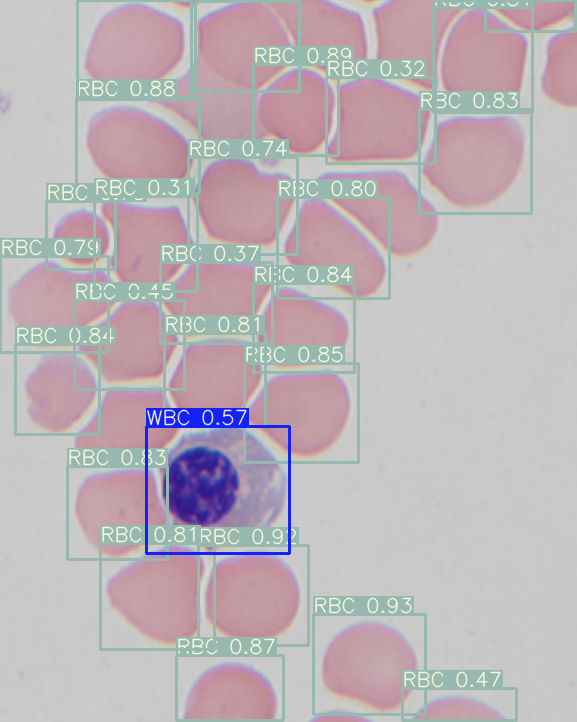 RBC 0.89
RBC 0.32
RBC 0.88
RBC 0.83
RBC 0.74
RBC 0.31
RBC 0.80
RBC 0.79
RBC 0.37
RBC 0.84
RBC 0.45
RBC 0.81
RBC 0.84
RBC 0.85
WBC 0.57
RBC 0.83
RBC 0.81
RBC 0.92
RBC 0.93
RBC 0.87
RBC 0.47